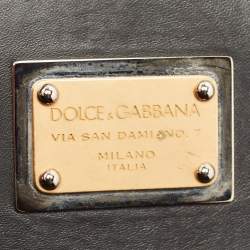 DOLCE & GABBANA
VIA SAN DAMIANO, 7
MILANO
ITALIA